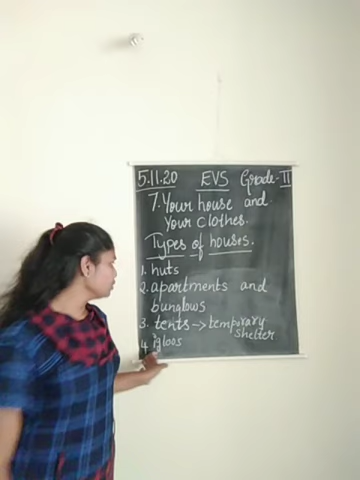 5.11.20 EVS Grade-II
7. Your house and
Your clothes.
Types of houses.
1. huts
2. apartments and
bunglows
3. tents -> temporary
shelter
4. igloos